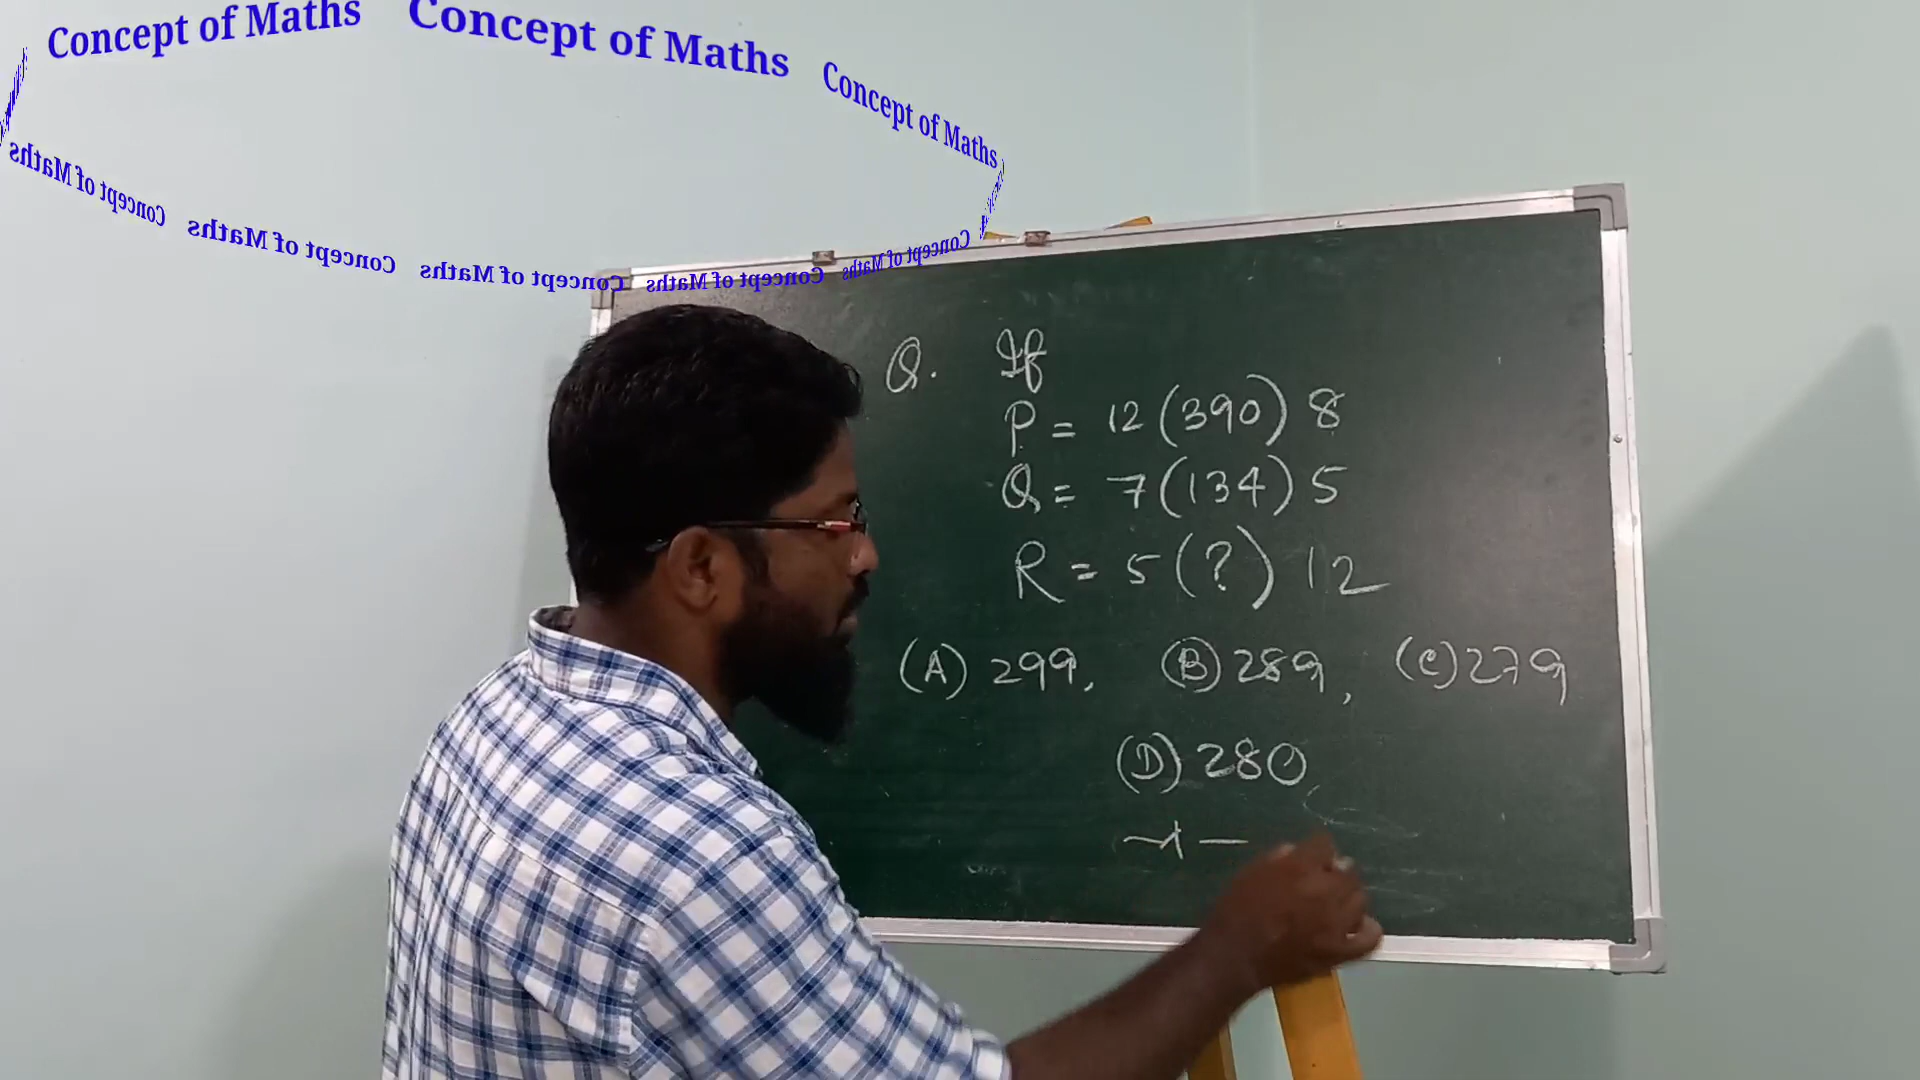 Concept of Maths Concept of Maths Concept of Maths
Concept of Maths Concept of Maths Concept of Maths Concept of Maths Concept of Maths
Q. If
P = 12 (390) 8
Q = 7 (134) 5
R = 5 (?) 12
(A) 299, (B) 289, (C) 279
(D) 280